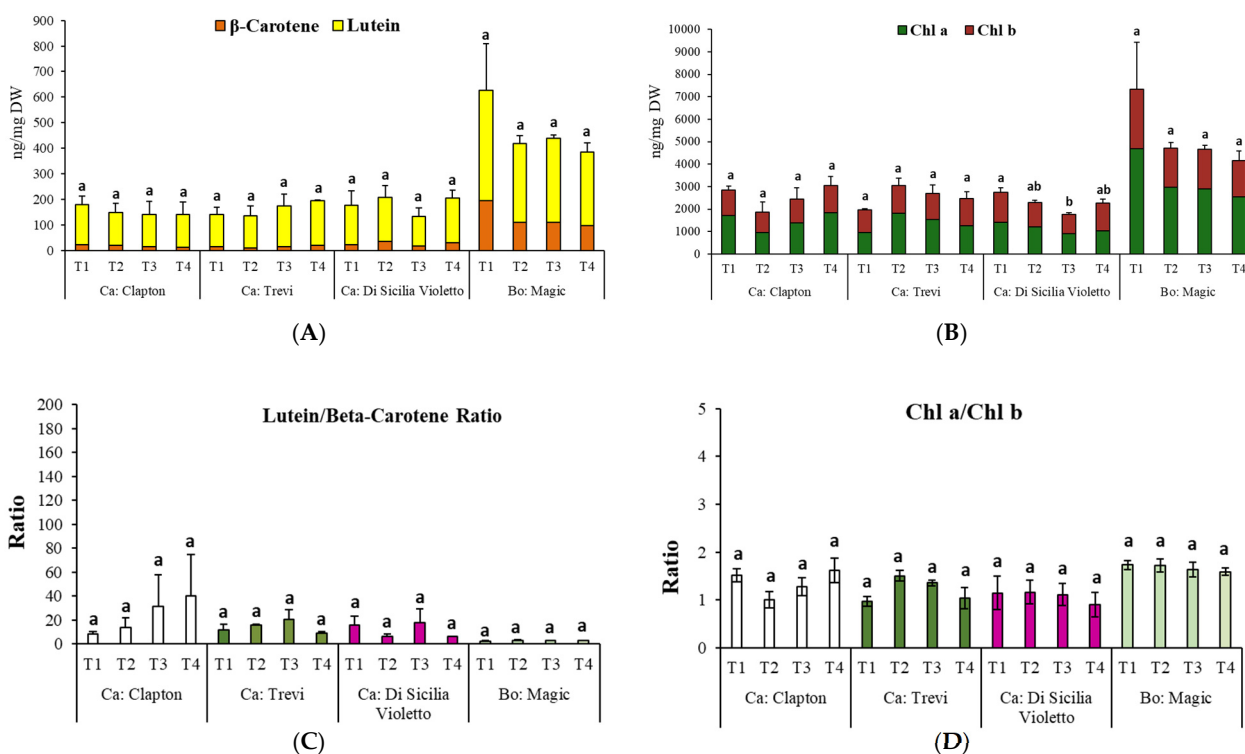 β-Carotene Lutein
ng/mg DW
900
800
700
600
500
400
300
200
100
0
a a a a a a a a a a a a a a a a
T1 T2 T3 T4 T1 T2 T3 T4 T1 T2 T3 T4 T1 T2 T3 T4
Ca: Clapton Ca: Trevi Ca: Di Sicilia Violetto Bo: Magic
(A)
Chl a Chl b
ng/mg DW
10000
9000
8000
7000
6000
5000
4000
3000
2000
1000
0
a a a a a a a a a ab b ab a a a a
T1 T2 T3 T4 T1 T2 T3 T4 T1 T2 T3 T4 T1 T2 T3 T4
Ca: Clapton Ca: Trevi Ca: Di Sicilia Violetto Bo: Magic
(B)
Lutein/Beta-Carotene Ratio
Ratio
200
180
160
140
120
100
80
60
40
20
0
a a a a a a a a a a a a a a a a
T1 T2 T3 T4 T1 T2 T3 T4 T1 T2 T3 T4 T1 T2 T3 T4
Ca: Clapton Ca: Trevi Ca: Di Sicilia Bo: Magic
Violetto
(C)
Chl a/Chl b
Ratio
5
4
3
2
1
0
a a a a a a a a a a a a a a a a
T1 T2 T3 T4 T1 T2 T3 T4 T1 T2 T3 T4 T1 T2 T3 T4
Ca: Clapton Ca: Trevi Ca: Di Sicilia Bo: Magic
Violetto
(D)